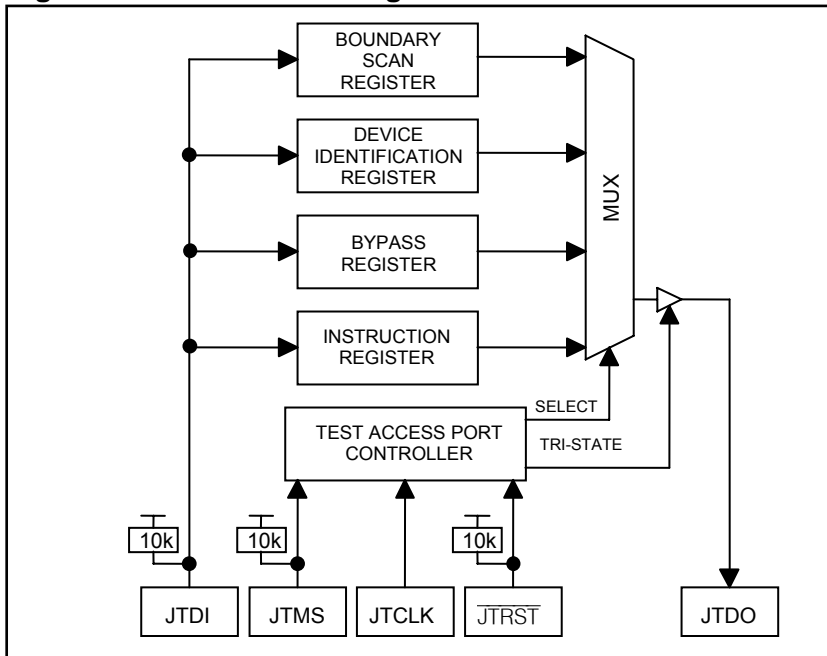 BOUNDARY
SCAN
REGISTER
DEVICE
IDENTIFICATION
REGISTER
BYPASS
REGISTER
INSTRUCTION
REGISTER
MUX
SELECT
TEST ACCESS PORT
CONTROLLER
TRI-STATE
10k
10k
10k
JTDI
JTMS
JTCLK
JTRST
JTDO